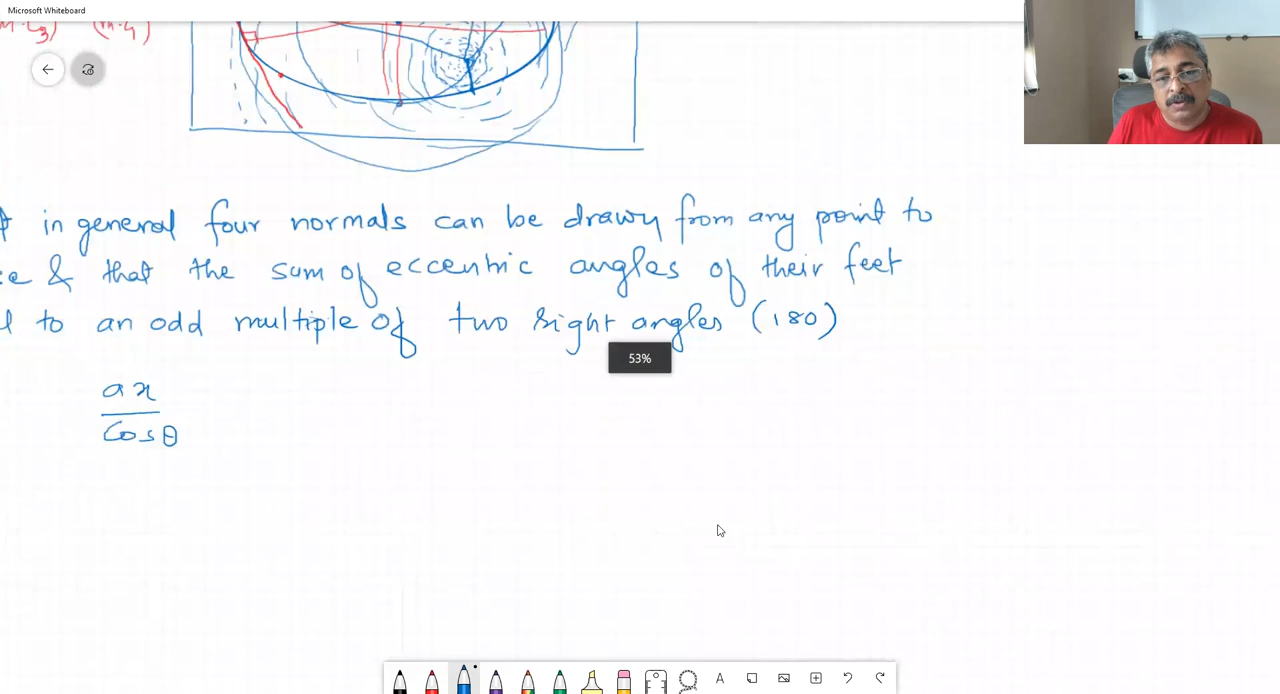 Microsoft Whiteboard
in general four normals can be drawn from any point to
& that the sum of eccentric angles of their feet
to an odd multiple of two right angles (180)
53%
ax
cosθ
A